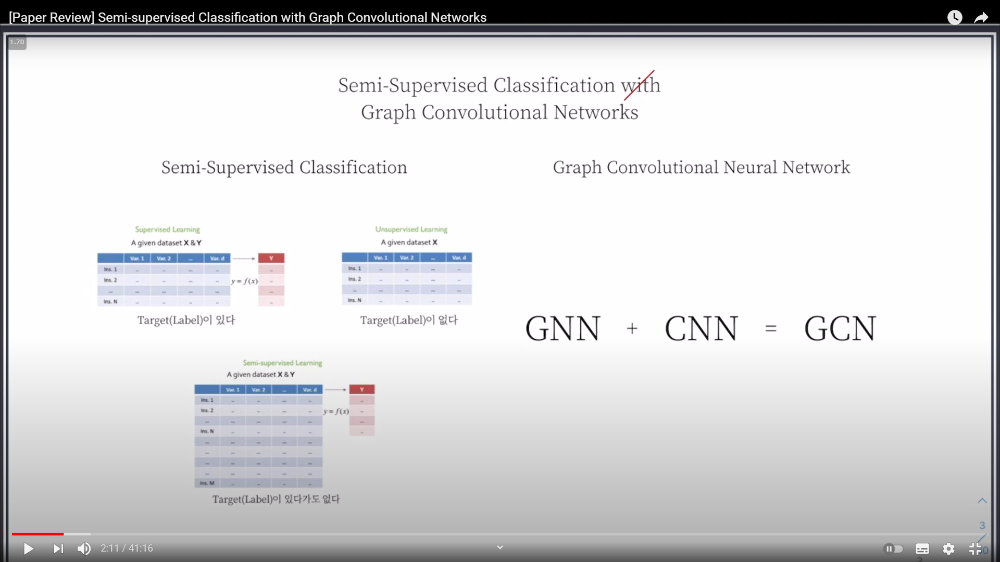 [Paper Review] Semi-supervised Classification with Graph Convolutional Networks
1.70
Semi-Supervised Classification with
Graph Convolutional Networks
Semi-Supervised Classification
Graph Convolutional Neural Network
Supervised Learning
A given dataset X & Y
Var. 1 Var. 2 ... Var. d Y
Ins. 1 .. .. ... .. ..
Ins. 2 .. .. ... .. ..
y = f(x)
... ... ... ... ... ...
Ins. N .. .. ... .. ..
Target(Label)이 있다
Unsupervised Learning
A given dataset X
Var. 1 Var. 2 ... Var. d
Ins. 1 .. .. ... ..
Ins. 2 .. .. ... ..
... ... ... ... ...
Ins. N .. .. .. ..
Target(Label)이 없다
GNN + CNN = GCN
Semi-supervised Learning
A given dataset X & Y
Var. 1 Var. 2 ... Var. d Y
Ins. 1 .. .. ... .. ..
Ins. 2 .. .. ... .. ..
y = f(x)
... ... ... ... ... ...
Ins. N .. .. .. .. ..
... ... ... ... ...
... ... ... ... ...
... ... ... ... ...
... ... ... ... ...
Ins. M .. .. .. ..
Target(Label)이 있다가도 없다
3
2:11 / 41:16